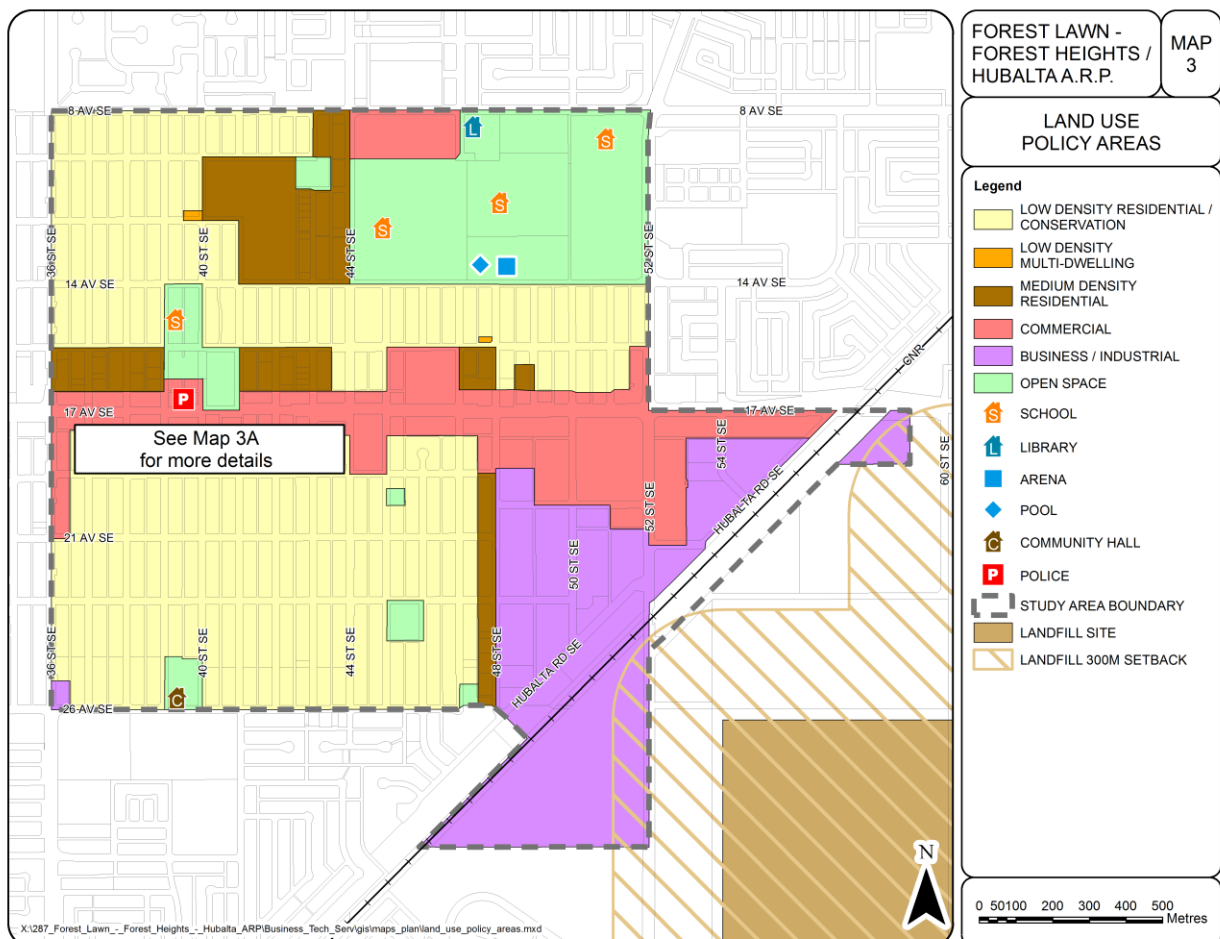 FOREST LAWN -
FOREST HEIGHTS /
HUBALTA A.R.P.
MAP
3
LAND USE
POLICY AREAS
Legend
LOW DENSITY RESIDENTIAL /
CONSERVATION
LOW DENSITY
MULTI-DWELLING
MEDIUM DENSITY
RESIDENTIAL
COMMERCIAL
BUSINESS / INDUSTRIAL
OPEN SPACE
S
SCHOOL
L
LIBRARY
ARENA
POOL
C
COMMUNITY HALL
P
POLICE
STUDY AREA BOUNDARY
LANDFILL SITE
LANDFILL 300M SETBACK
0 50100 200 300 400 500
Metres
8 AV SE
8 AV SE
L
S
S
S
36 ST SE
40 ST SE
44 ST SE
52 ST SE
14 AV SE
14 AV SE
S
CNR
P
17 AV SE
17 AV SE
See Map 3A
for more details
54 ST SE
60 ST SE
HUBALTA RD SE
52 ST SE
21 AV SE
50 ST SE
36 ST SE
40 ST SE
44 ST SE
48 ST SE
HUBALTA RD SE
C
26 AV SE
N
X:\287_Forest_Lawn_-_Forest_Heights_-_Hubalta_ARP\Business_Tech_Serv\gis\maps_plan\land_use_policy_areas.mxd